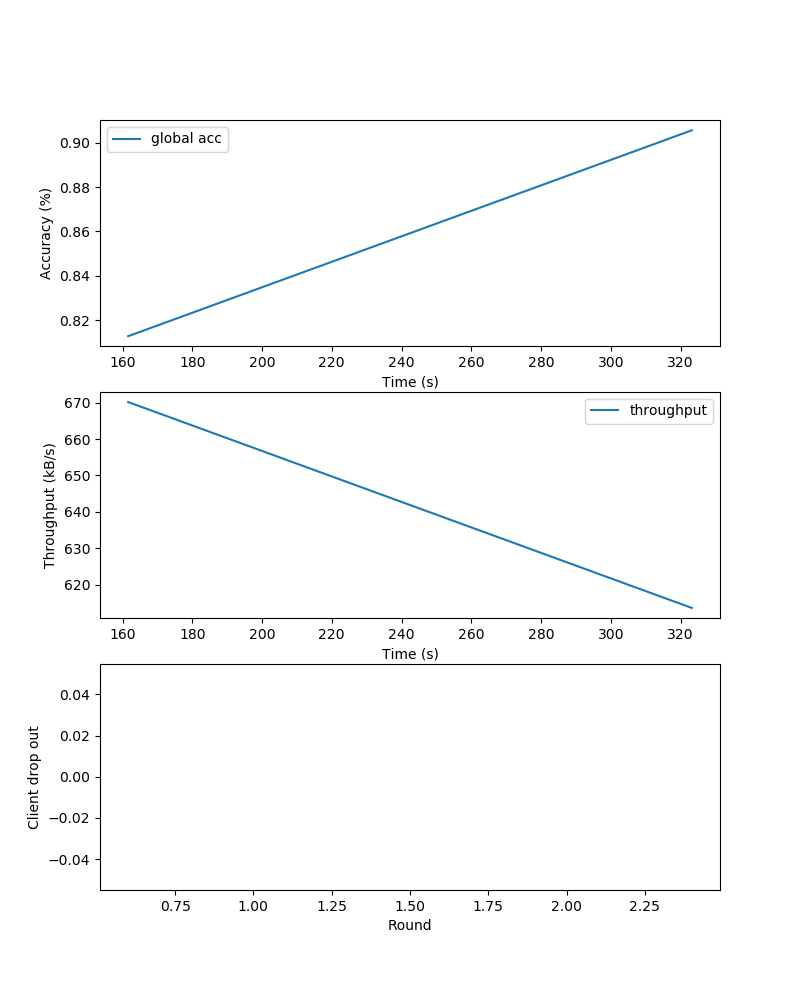 global acc
0.90
0.88
0.86
0.84
0.82
Accuracy (%)
160 180 200 220 240 260 280 300 320
Time (s)
throughput
670
660
650
640
630
620
Throughput (kB/s)
160 180 200 220 240 260 280 300 320
Time (s)
0.04
0.02
0.00
−0.02
−0.04
Client drop out
0.75 1.00 1.25 1.50 1.75 2.00 2.25
Round